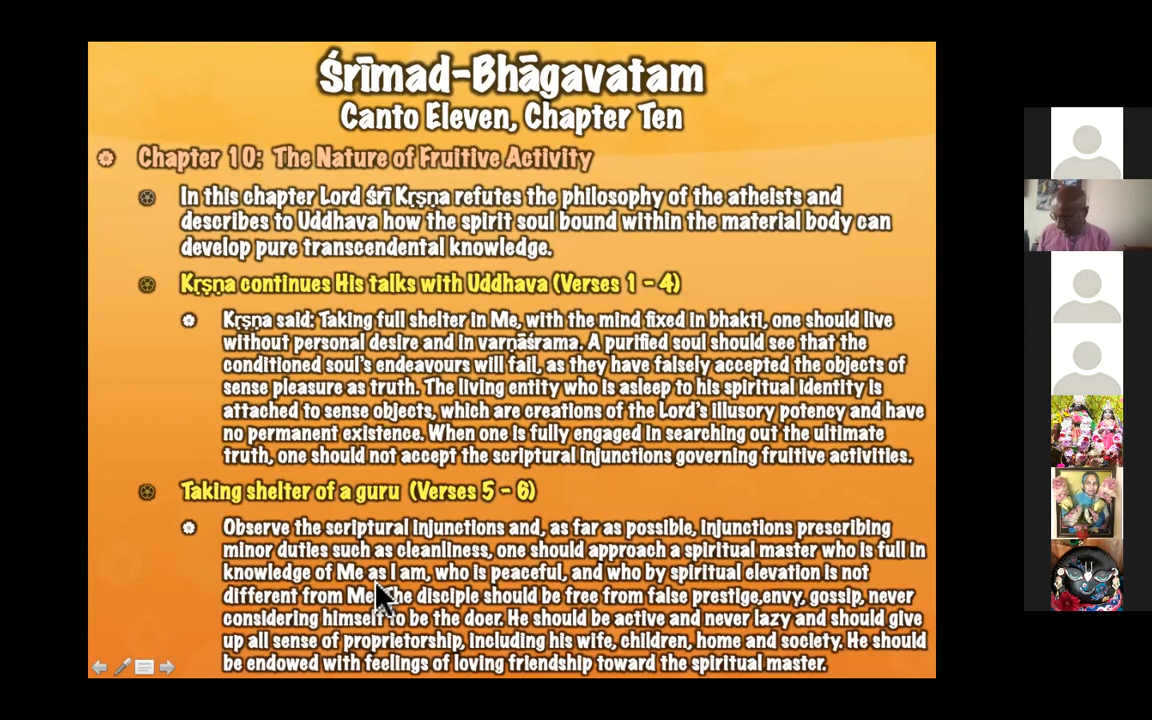 Śrīmad-Bhāgavatam
Canto Eleven, Chapter Ten
Chapter 10: The Nature of Fruitive Activity
In this chapter Lord śrī Kṛṣṇa refutes the philosophy of the atheists and
describes to Uddhava how the spirit soul bound within the material body can
develop pure transcendental knowledge.
Kṛṣṇa continues His talks with Uddhava (Verses 1 - 4)
Kṛṣṇa said: Taking full shelter in Me, with the mind fixed in bhakti, one should live
without personal desire and in varṇāśrama. A purified soul should see that the
conditioned soul's endeavours will fail, as they have falsely accepted the objects of
sense pleasure as truth. The living entity who is asleep to his spiritual identity is
attached to sense objects, which are creations of the Lord's illusory potency and have
no permanent existence. When one is fully engaged in searching out the ultimate
truth, one should not accept the scriptural injunctions governing fruitive activities.
Taking shelter of a guru (Verses 5 - 6)
Observe the scriptural injunctions and, as far as possible, injunctions prescribing
minor duties such as cleanliness, one should approach a spiritual master who is full in
knowledge of Me as I am, who is peaceful, and who by spiritual elevation is not
different from Me disciple should be free from false prestige,envy, gossip, never
considering himself to be the doer. He should be active and never lazy and should give
up all sense of proprietorship, including his wife, children, home and society. He should
be endowed with feelings of loving friendship toward the spiritual master.